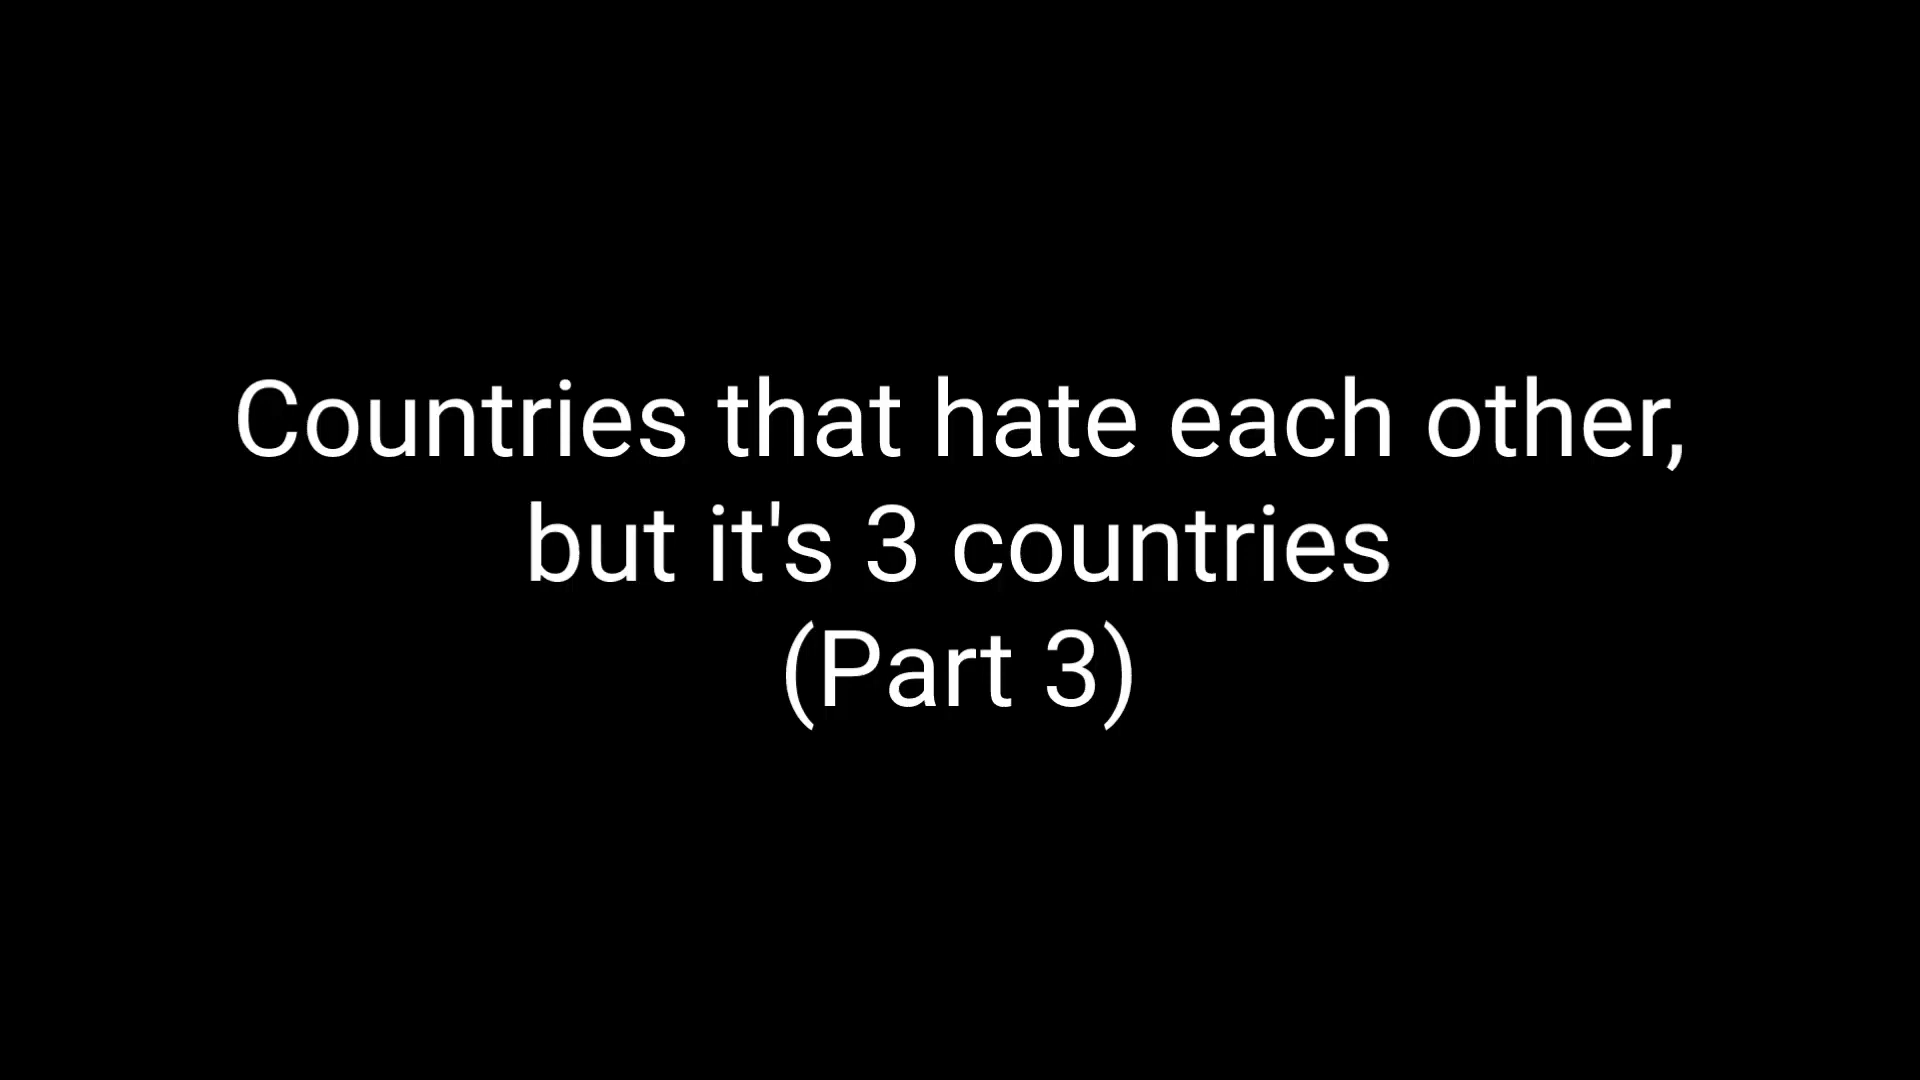 Countries that hate each other,
but it's 3 countries
(Part 3)